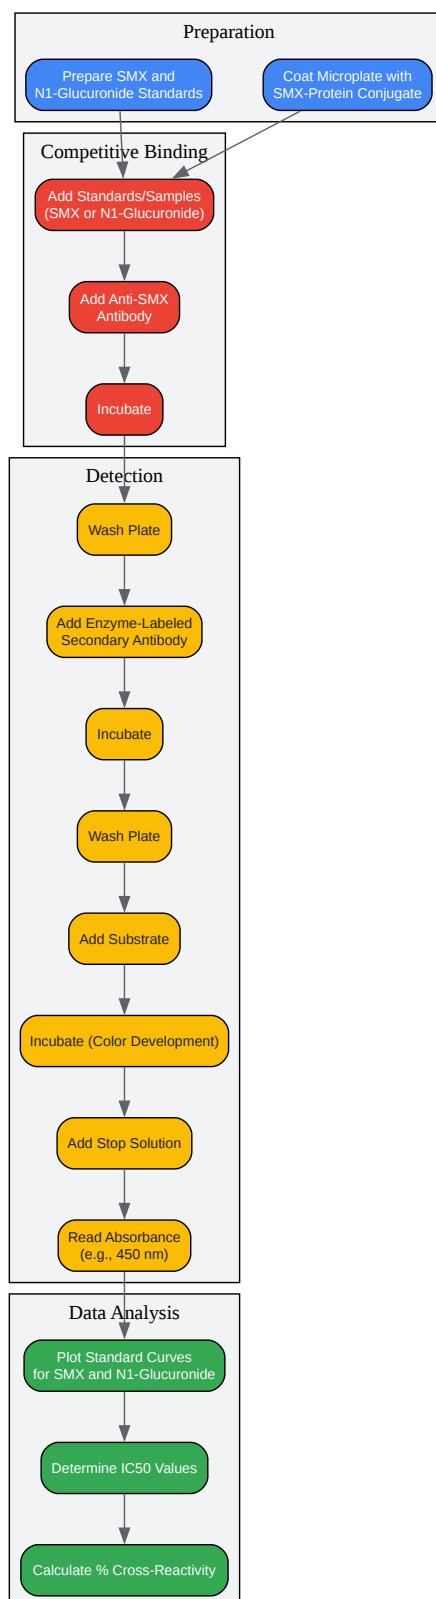 Preparation
Prepare SMX and
N1-Glucuronide Standards
Coat Microplate with
SMX-Protein Conjugate
Competitive Binding
Add Standards/Samples
(SMX or N1-Glucuronide)
Add Anti-SMX
Antibody
Incubate
Detection
Wash Plate
Add Enzyme-Labeled
Secondary Antibody
Incubate
Wash Plate
Add Substrate
Incubate (Color Development)
Add Stop Solution
Read Absorbance
(e.g., 450 nm)
Data Analysis
Plot Standard Curves
for SMX and N1-Glucuronide
Determine IC50 Values
Calculate % Cross-Reactivity